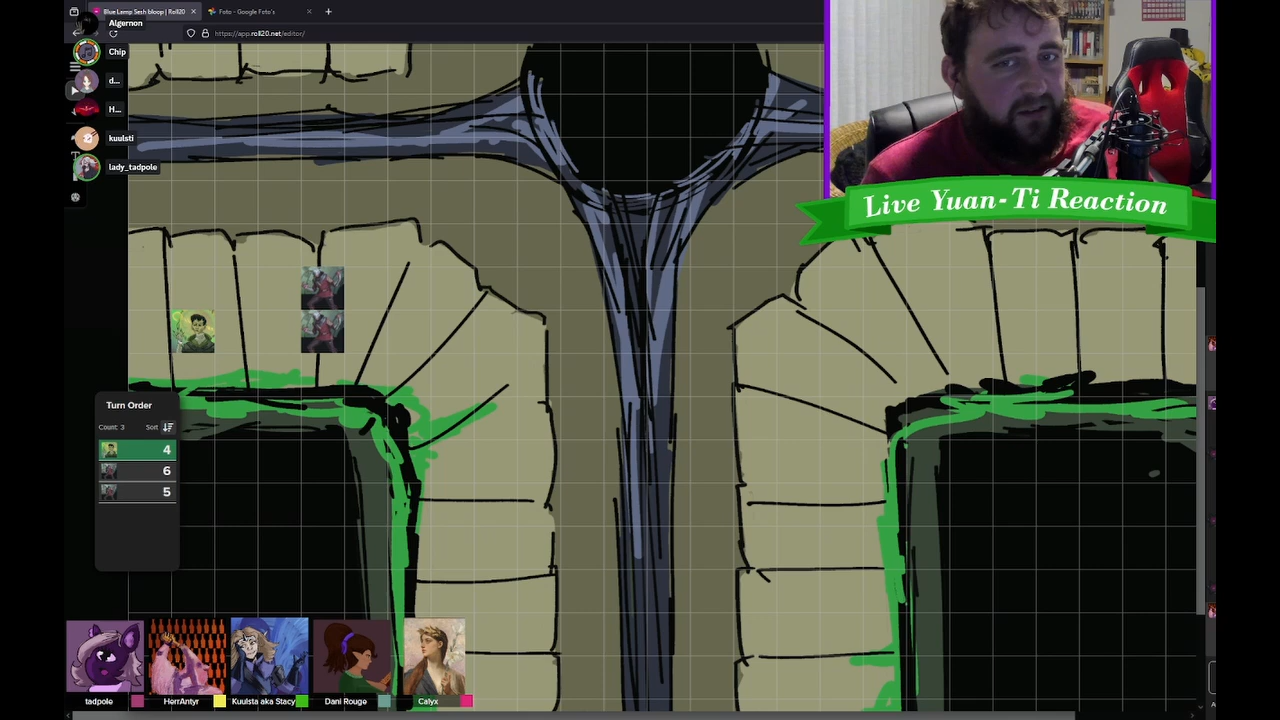 Blue Lamp Sesh bloop | Roll20
Foto - Google Foto's
Algernon
https://app.roll20.net/editor/
Chip
d...
H...
kuulsti
lady_tadpole
Live Yuan-Ti Reaction
Turn Order
Count: 3 Sort
4
6
5
tadpole
HerrAntyr
Kuulsta aka Stacy
Dani Rouge
Calyx